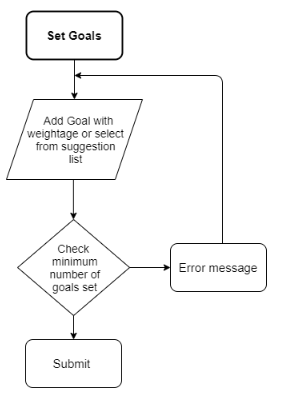 Set Goals
Add Goal with
weightage or select
from suggestion
list
Check
minimum
number of
goals set
Error message
Submit